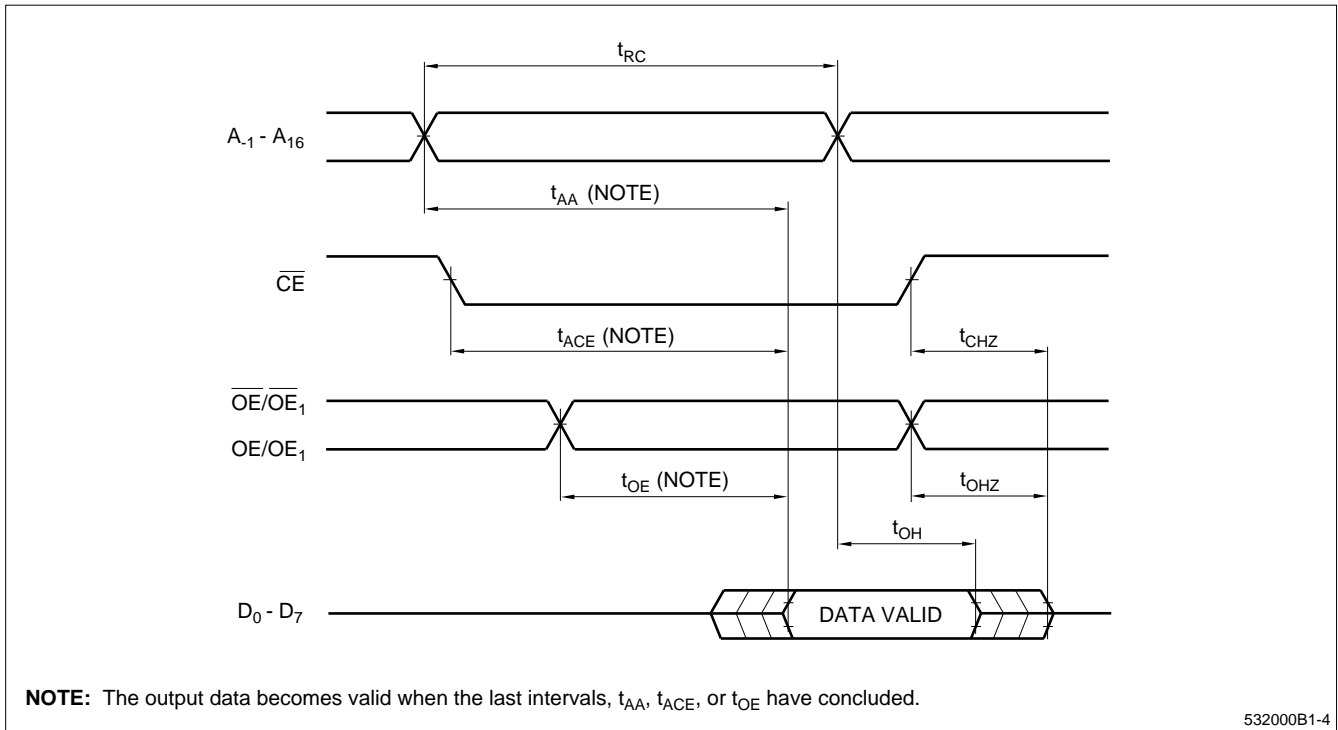 tRC
A-1 - A16
tAA (NOTE)
CE
tACE (NOTE)
tCHZ
OE/OE1
OE/OE1
tOE (NOTE)
tOHZ
tOH
D0 - D7
DATA VALID
NOTE: The output data becomes valid when the last intervals, tAA, tACE, or tOE have concluded.
532000B1-4